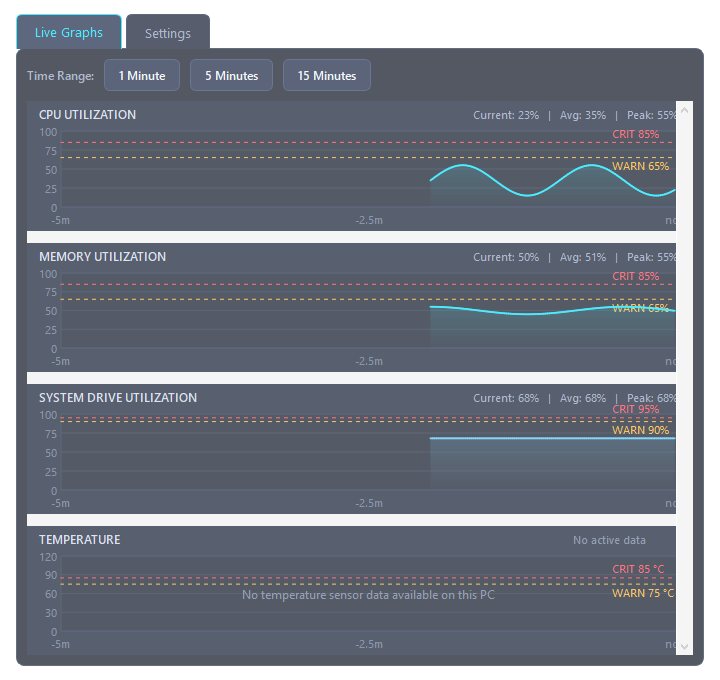 Live Graphs
Settings
Time Range: 1 Minute 5 Minutes 15 Minutes
CPU UTILIZATION Current: 23% | Avg: 35% | Peak: 55%
100
CRIT 85%
75
WARN 65%
50
25
0
-5m -2.5m
MEMORY UTILIZATION Current: 50% | Avg: 51% | Peak: 55%
100
CRIT 85%
75
WARN 65%
50
25
0
-5m -2.5m
SYSTEM DRIVE UTILIZATION Current: 68% | Avg: 68% | Peak: 68%
CRIT 95%
100
75
WARN 90%
50
25
0
-5m -2.5m
TEMPERATURE No active data
120
CRIT 85 °C
90
60
WARN 75 °C
No temperature sensor data available on this PC
30
0
-5m -2.5m